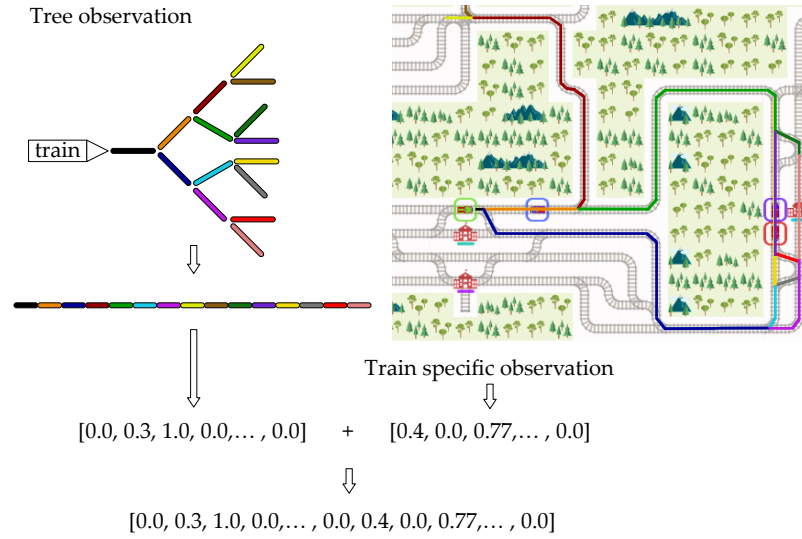 Tree observation
train
Train specific observation
[0.0, 0.3, 1.0, 0.0,... , 0.0] + [0.4, 0.0, 0.77,... , 0.0]
[0.0, 0.3, 1.0, 0.0,... , 0.0, 0.4, 0.0, 0.77,... , 0.0]